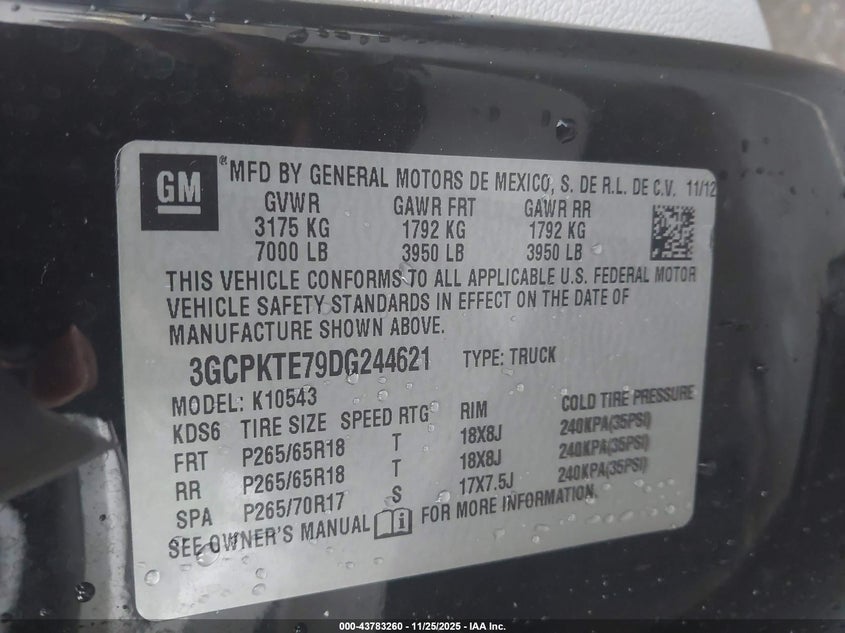 GM
® MFD BY GENERAL MOTORS DE MEXICO, S. DE R.L. DE C.V. 11/12
GVWR GAWR FRT GAWR RR
3175 KG 1792 KG 1792 KG
7000 LB 3950 LB 3950 LB
THIS VEHICLE CONFORMS TO ALL APPLICABLE U.S. FEDERAL MOTOR
VEHICLE SAFETY STANDARDS IN EFFECT ON THE DATE OF
MANUFACTURE SHOWN ABOVE.
3GCPKTE79DG244621 TYPE: TRUCK
MODEL: K10543
KDS6 TIRE SIZE SPEED RTG RIM COLD TIRE PRESSURE
FRT P265/65R18 T 18X8J 240KPA(35PSI)
RR P265/65R18 T 18X8J 240KPA(35PSI)
SPA P265/70R17 S 17X7.5J 240KPA(35PSI)
SEE OWNER'S MANUAL FOR MORE INFORMATION.
000-43783260 - 11/25/2025 - IAA Inc.